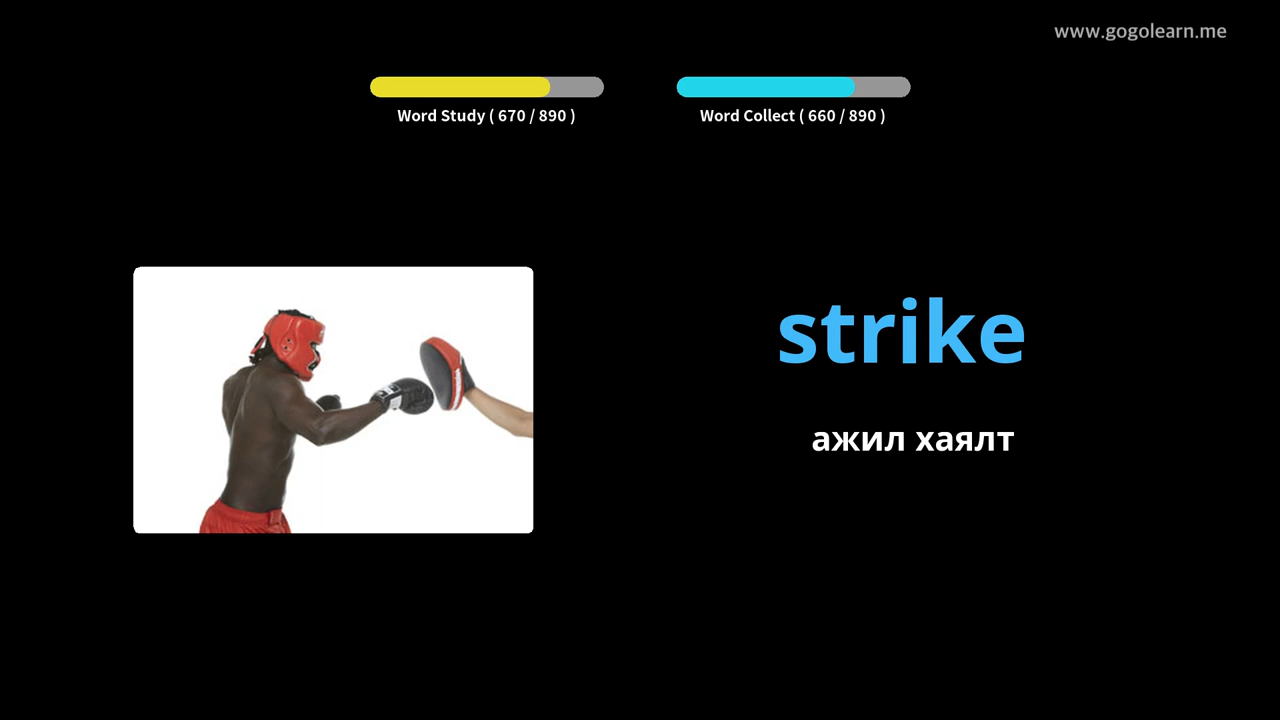 www.gogolearn.me
Word Study ( 670 / 890 )
Word Collect ( 660 / 890 )
strike
ажил хаялт